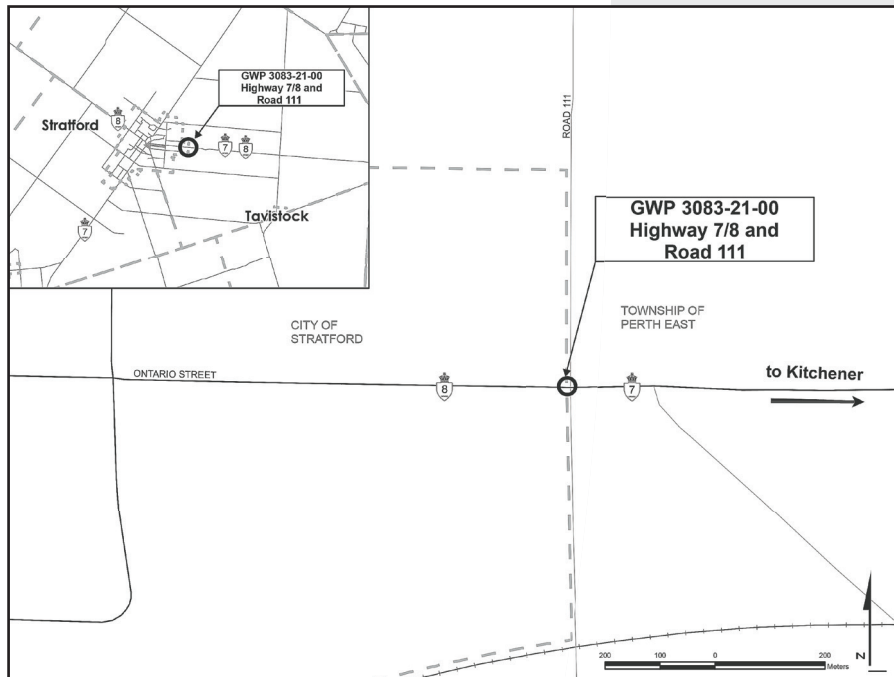 GWP 3083-21-00
Highway 7/8 and
Road 111
8
Stratford
7
8
Tavistock
7
ROAD 111
GWP 3083-21-00
Highway 7/8 and
Road 111
CITY OF
STRATFORD
TOWNSHIP OF
PERTH EAST
ONTARIO STREET
8
7
to Kitchener
N
200
100
0
200
Meters